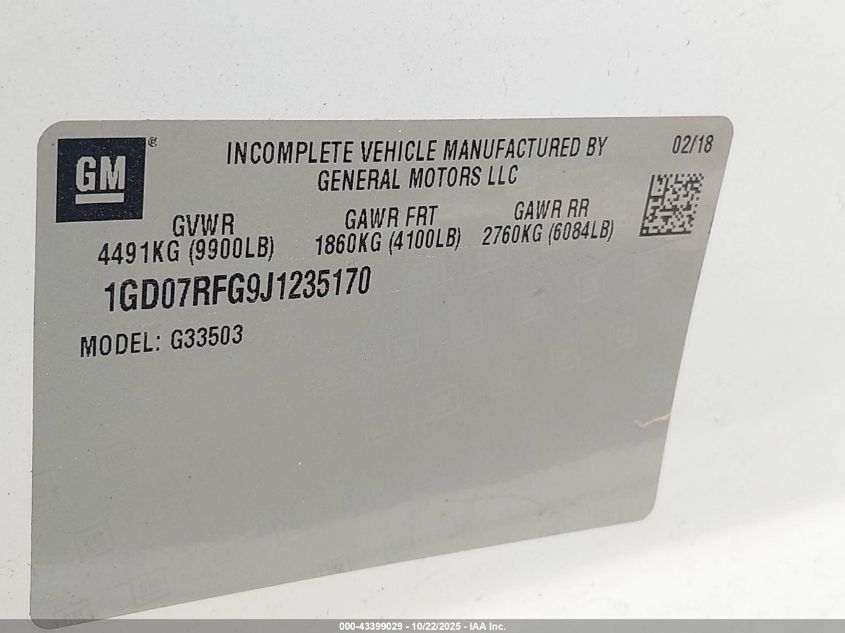 GM®
INCOMPLETE VEHICLE MANUFACTURED BY
GENERAL MOTORS LLC
02/18
GVWR
4491KG (9900LB)
GAWR FRT
1860KG (4100LB)
GAWR RR
2760KG (6084LB)
1GD07RFG9J1235170
MODEL: G33503
000-43399029 - 10/22/2025 - IAA Inc.